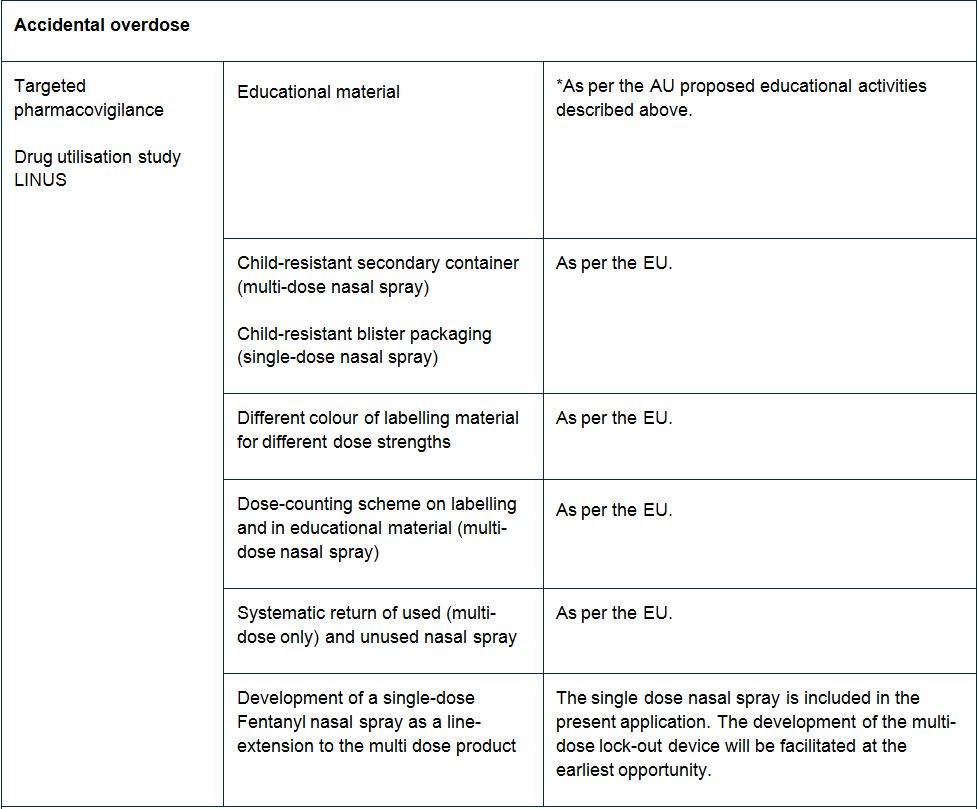 Accidental overdose
Targeted
pharmacovigilance
Drug utilisation study
LINUS
Educational material
*As per the AU proposed educational activities
described above.
Child-resistant secondary container
(multi-dose nasal spray)
Child-resistant blister packaging
(single-dose nasal spray)
As per the EU.
Different colour of labelling material
for different dose strengths
As per the EU.
Dose-counting scheme on labelling
and in educational material (multi-
dose nasal spray)
As per the EU.
Systematic return of used (multi-
dose only) and unused nasal spray
As per the EU.
Development of a single-dose
Fentanyl nasal spray as a line-
extension to the multi dose product
The single dose nasal spray is included in the
present application. The development of the multi-
dose lock-out device will be facilitated at the
earliest opportunity.